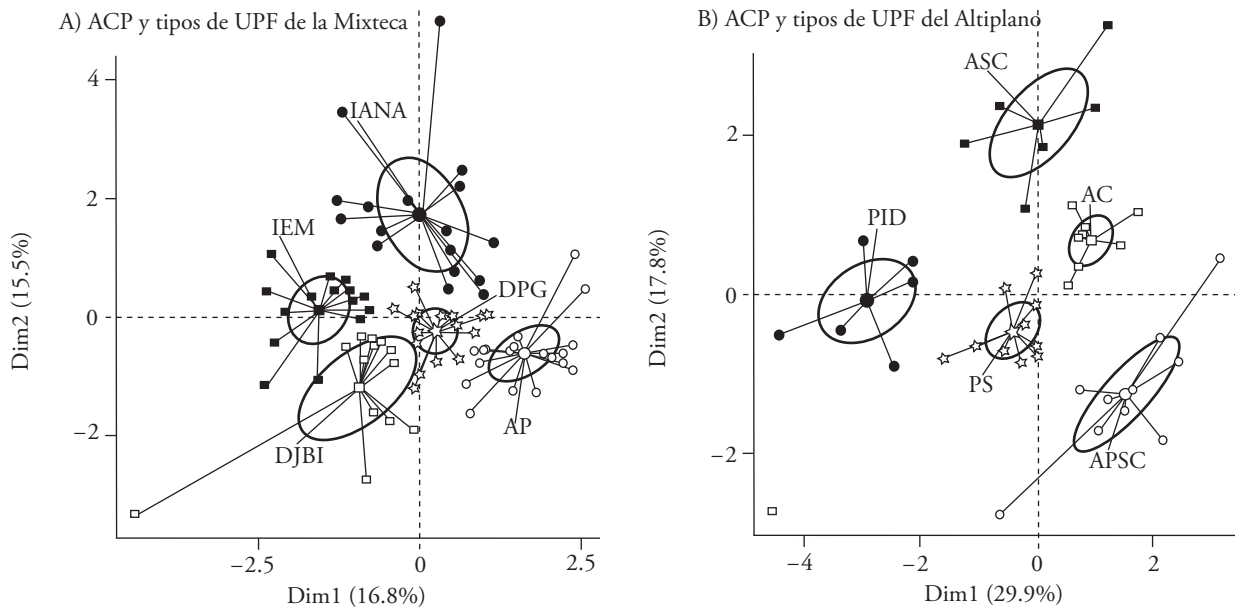 A) ACP y tipos de UPF de la Mixteca
IANA
IEM
DPG
DJBI
AP
4
2
0
−2
−2.5
0
2.5
Dim2 (15.5%)
Dim1 (16.8%)
B) ACP y tipos de UPF del Altiplano
ASC
AC
PID
PS
APSC
2
0
−2
−4
−2
0
2
Dim2 (17.8%)
Dim1 (29.9%)